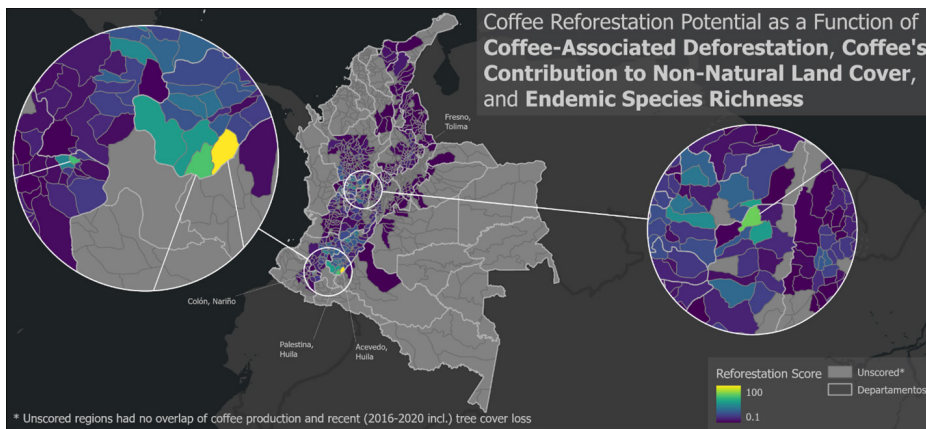 Coffee Reforestation Potential as a Function of
Coffee-Associated Deforestation, Coffee's
Contribution to Non-Natural Land Cover,
and Endemic Species Richness
Fresno,
Tolima
Colón, Nariño
Palestina,
Huila
Acevedo,
Huila
Reforestation Score
100
0.1
Unscored*
Departamentos
* Unscored regions had no overlap of coffee production and recent (2016-2020 incl.) tree cover loss